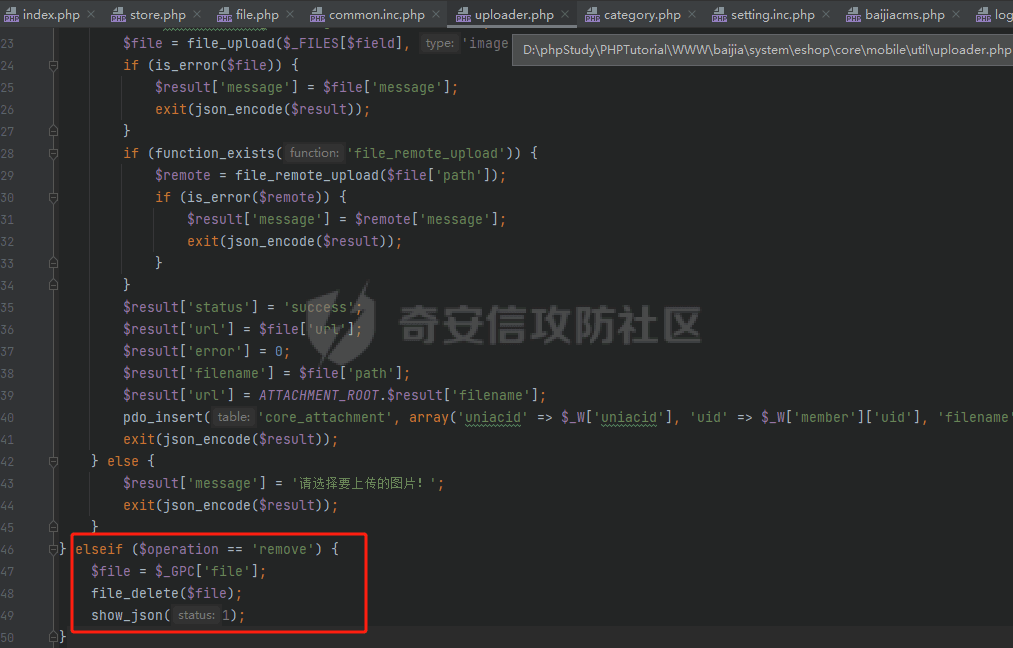 index.php × store.php × file.php × common.inc.php × uploader.php × category.php × setting.inc.php × baijiacms.php × log
D:\phpStudy\PHPTutorial\WWW\baijia\system\eshop\core\mobile\util\uploader.php
23 $file = file_upload($_FILES[$field], type: 'image
24 if (is_error($file)) {
25 $result['message'] = $file['message'];
26 exit(json_encode($result));
27 }
28 if (function_exists( function: 'file_remote_upload')) {
29 $remote = file_remote_upload($file['path']);
30 if (is_error($remote)) {
31 $result['message'] = $remote['message'];
32 exit(json_encode($result));
33 }
34 }
35 $result['status'] = 'success';
36 $result['url'] = $file['url'];
37 $result['error'] = 0;
38 $result['filename'] = $file['path'];
39 $result['url'] = ATTACHMENT_ROOT.$result['filename'];
40 pdo_insert( table: 'core_attachment', array('uniacid' => $_W['uniacid'], 'uid' => $_W['member']['uid'], 'filename'
41 exit(json_encode($result));
42 } else {
43 $result['message'] = '请选择要上传的图片!';
44 exit(json_encode($result));
45 }
46 } elseif ($operation == 'remove') {
47 $file = $_GPC['file'];
48 file_delete($file);
49 show_json( status: 1);
50 }
奇安信攻防社区